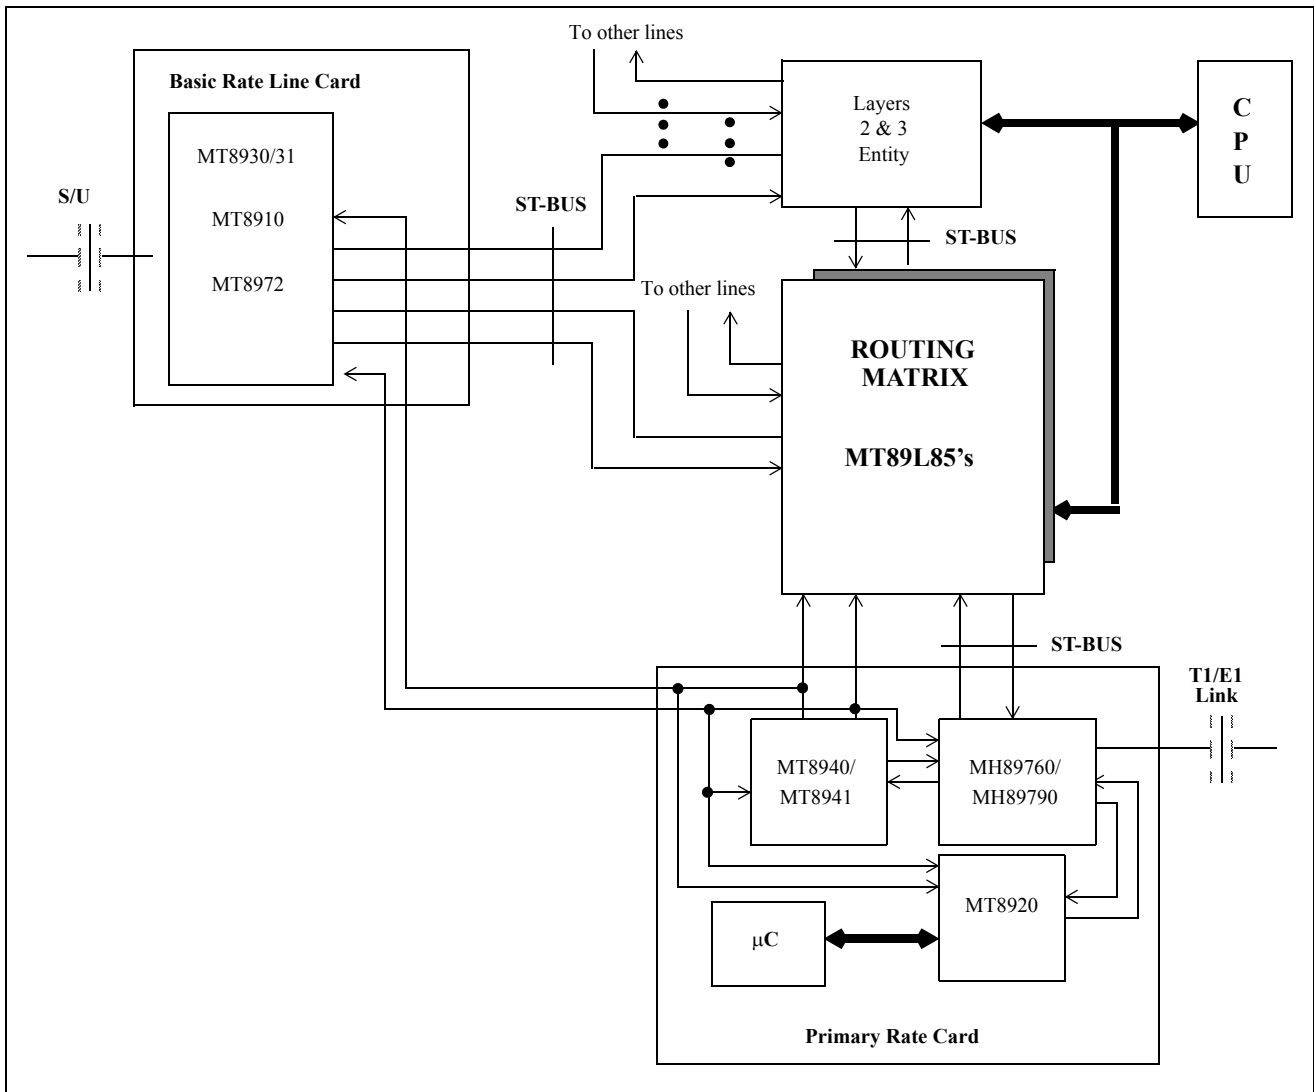 To other lines
Basic Rate Line Card
Layers
2 & 3
Entity
C
P
U
MT8930/31
S/U
MT8910
ST-BUS
ST-BUS
MT8972
To other lines
ROUTING
MATRIX
MT89L85's
ST-BUS
T1/E1
Link
MT8940/
MT8941
MH89760/
MH89790
MT8920
μC
Primary Rate Card